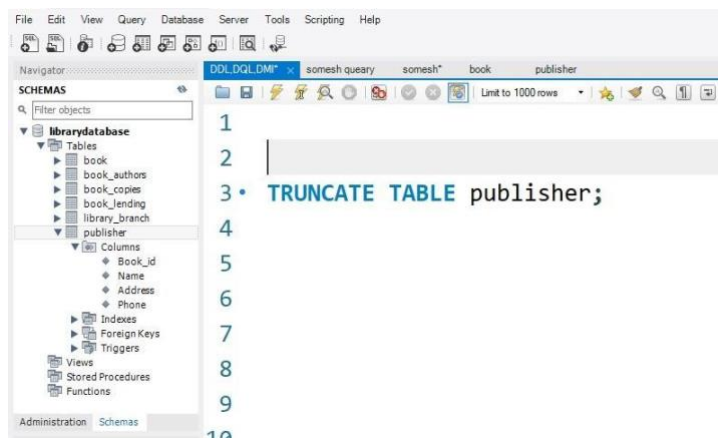 File Edit View Query Database Server Tools Scripting Help
Navigator
DDL,DQL,DMl* × somesh queary somesh* book publisher
SCHEMAS
Limit to 1000 rows
Filter objects
librarydatabase
Tables
book
book_authors
book_copies
book_lending
library_branch
publisher
Columns
Book_id
Name
Address
Phone
Indexes
Foreign Keys
Triggers
Views
Stored Procedures
Functions
Administration Schemas
1
2
3 TRUNCATE TABLE publisher;
4
5
6
7
8
9
10